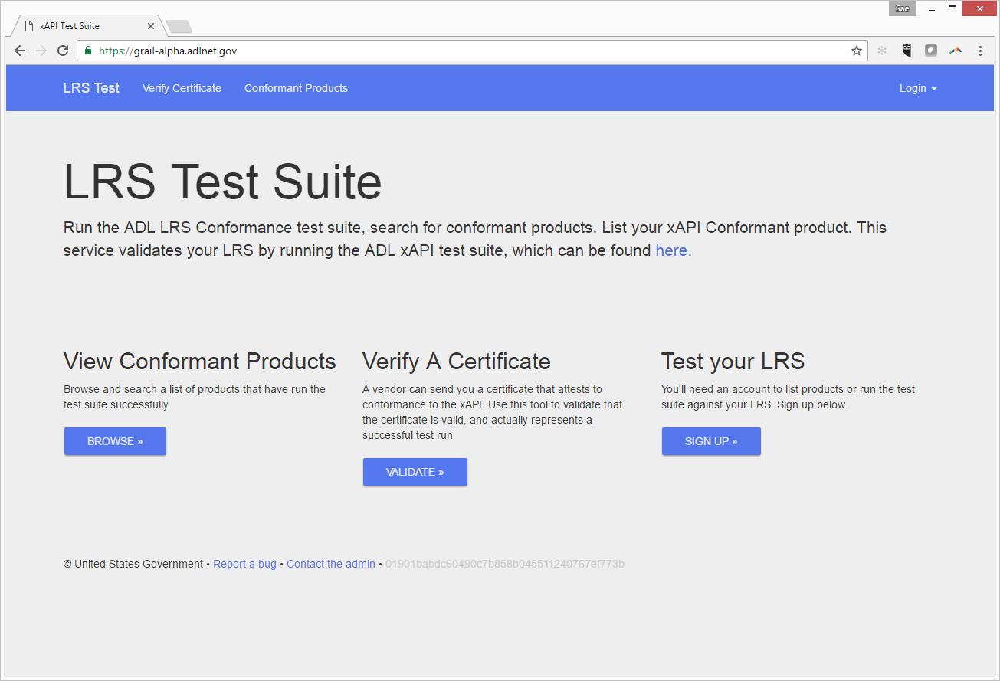 Sae
xAPI Test Suite
https://grail-alpha.adlnet.gov
LRS Test Verify Certificate Conformant Products Login
LRS Test Suite
Run the ADL LRS Conformance test suite, search for conformant products. List your xAPI Conformant product. This
service validates your LRS by running the ADL xAPI test suite, which can be found here.
View Conformant Products
Browse and search a list of products that have run the
test suite successfully
BROWSE »
Verify A Certificate
A vendor can send you a certificate that attests to
conformance to the xAPI. Use this tool to validate that
the certificate is valid, and actually represents a
successful test run
VALIDATE »
Test your LRS
You'll need an account to list products or run the test
suite against your LRS. Sign up below.
SIGN UP »
© United States Government • Report a bug • Contact the admin • 01901babdc60490c7b858b045511240767ef773b